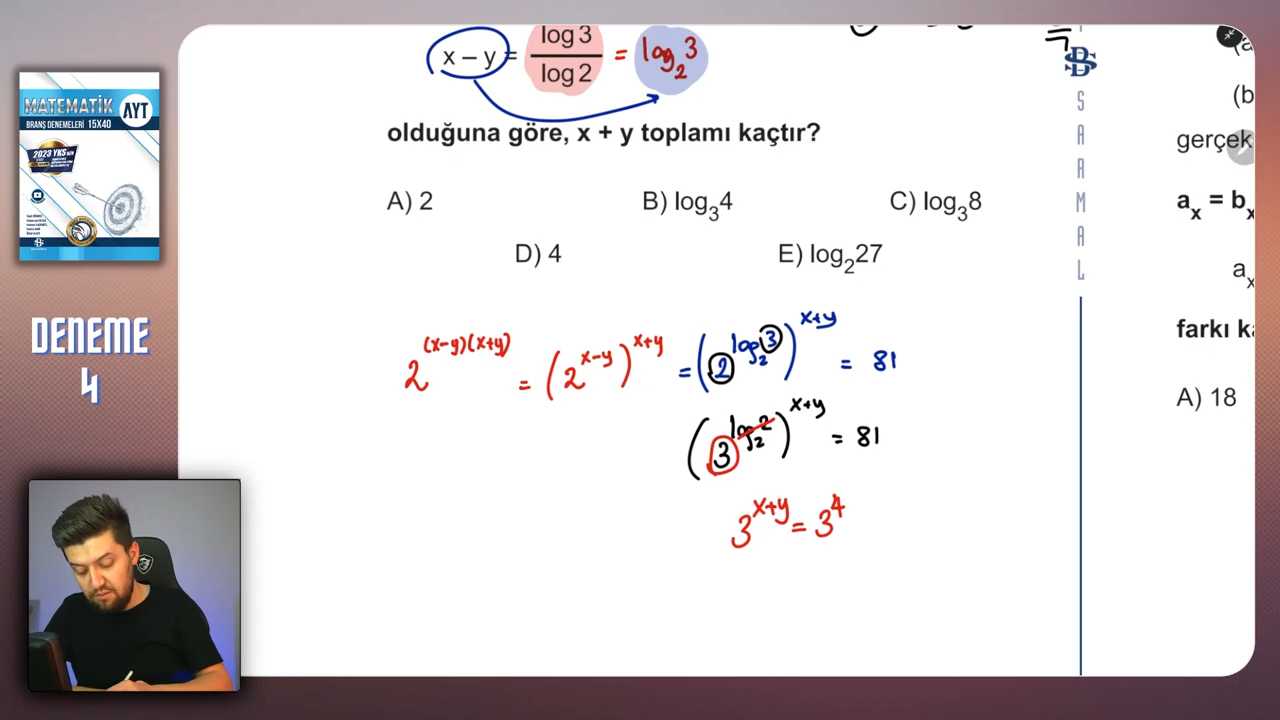 x – y = log 3 / log 2 = log₂3
olduğuna göre, x + y toplamı kaçtır?
A) 2
B) log₃4
C) log₃8
D) 4
E) log₂27
2^(x-y)(x+y) = (2^x-y)^x+y = (2^log₂3)^x+y = 81
(3^log₂2)^x+y = 81
3^x+y = 3^4
MATEMATİK
AYT
BRANŞ DENEMELERİ 15X40
2023 YKS'NİN
DENEME
4
SARMAL
(b
gerçek
aₓ = bₓ
aₓ
farkı k
A) 18